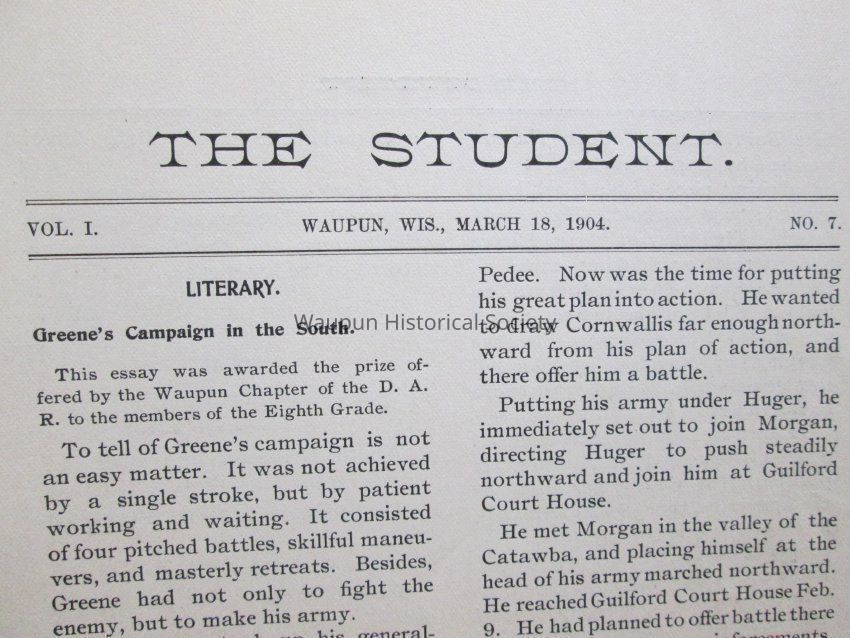 THE STUDENT.
VOL. I.
WAUPUN, WIS., MARCH 18, 1904.
NO. 7.
LITERARY.
Greene's Campaign in the South.
This essay was awarded the prize of-
fered by the Waupun Chapter of the D. A.
R. to the members of the Eighth Grade.
To tell of Greene's campaign is not
an easy matter. It was not achieved
by a single stroke, but by patient
working and waiting. It consisted
of four pitched battles, skillful maneu-
vers, and masterly retreats. Besides,
Greene had not only to fight the
enemy, but to make his army.
his general-
Pedee. Now was the time for putting
his great plan into action. He wanted
to draw Cornwallis far enough north-
ward from his plan of action, and
there offer him a battle.
Putting his army under Huger, he
immediately set out to join Morgan,
directing Huger to push steadily
northward and join him at Guilford
Court House.
He met Morgan in the valley of the
Catawba, and placing himself at the
head of his army marched northward.
He reached Guilford Court House Feb.
9. He had planned to offer battle there
Waupun Historical Society